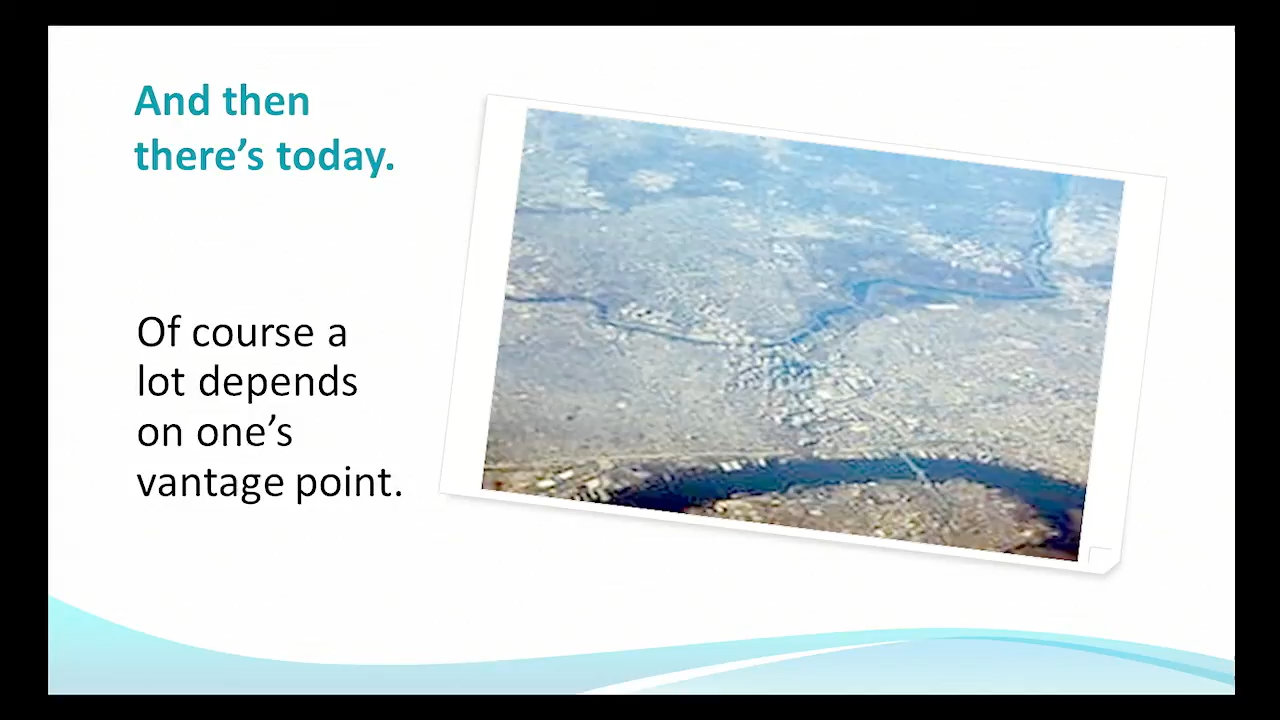 And then
there’s today.
Of course a
lot depends
on one’s
vantage point.